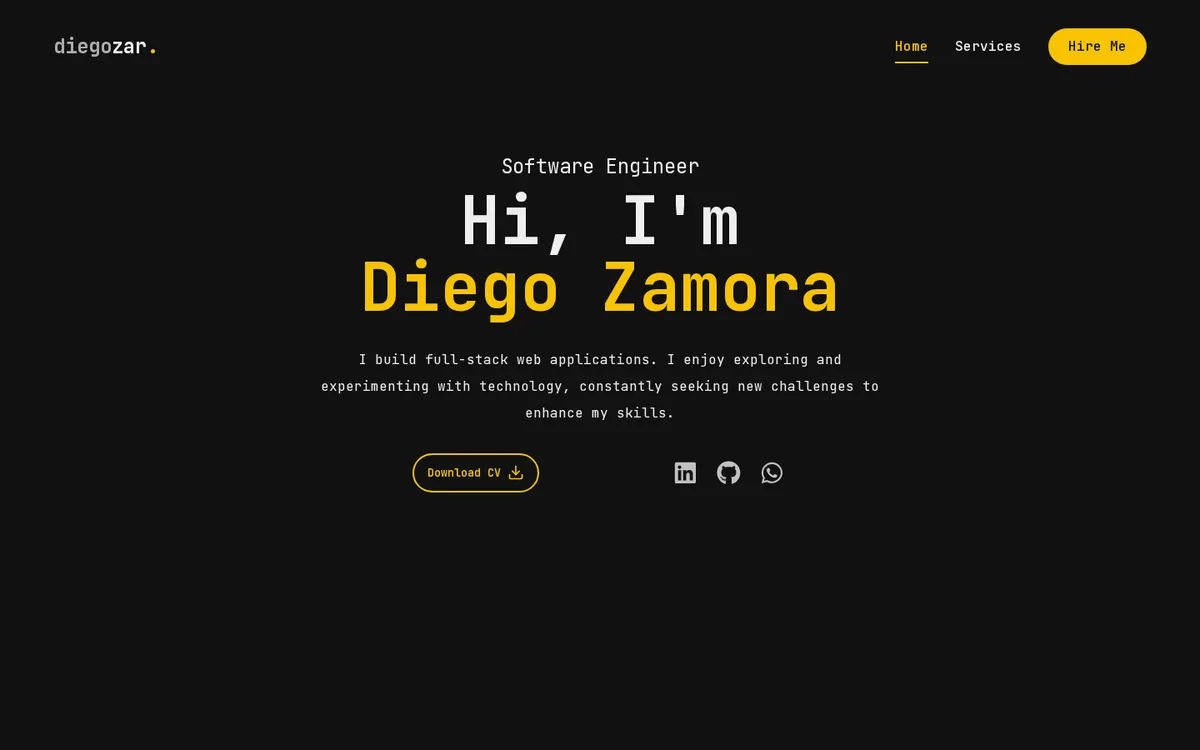 diegozar.
Home Services Hire Me
Software Engineer
Hi, I'm
Diego Zamora
I build full-stack web applications. I enjoy exploring and
experimenting with technology, constantly seeking new challenges to
enhance my skills.
Download CV
in